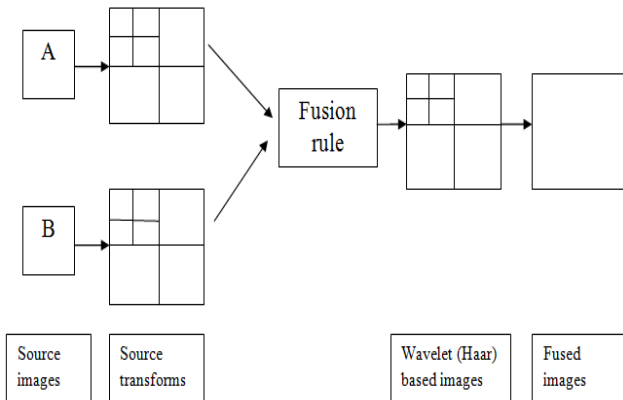 A
Fusion
rule
B
Source
images
Source
transforms
Wavelet (Haar)
based images
Fused
images